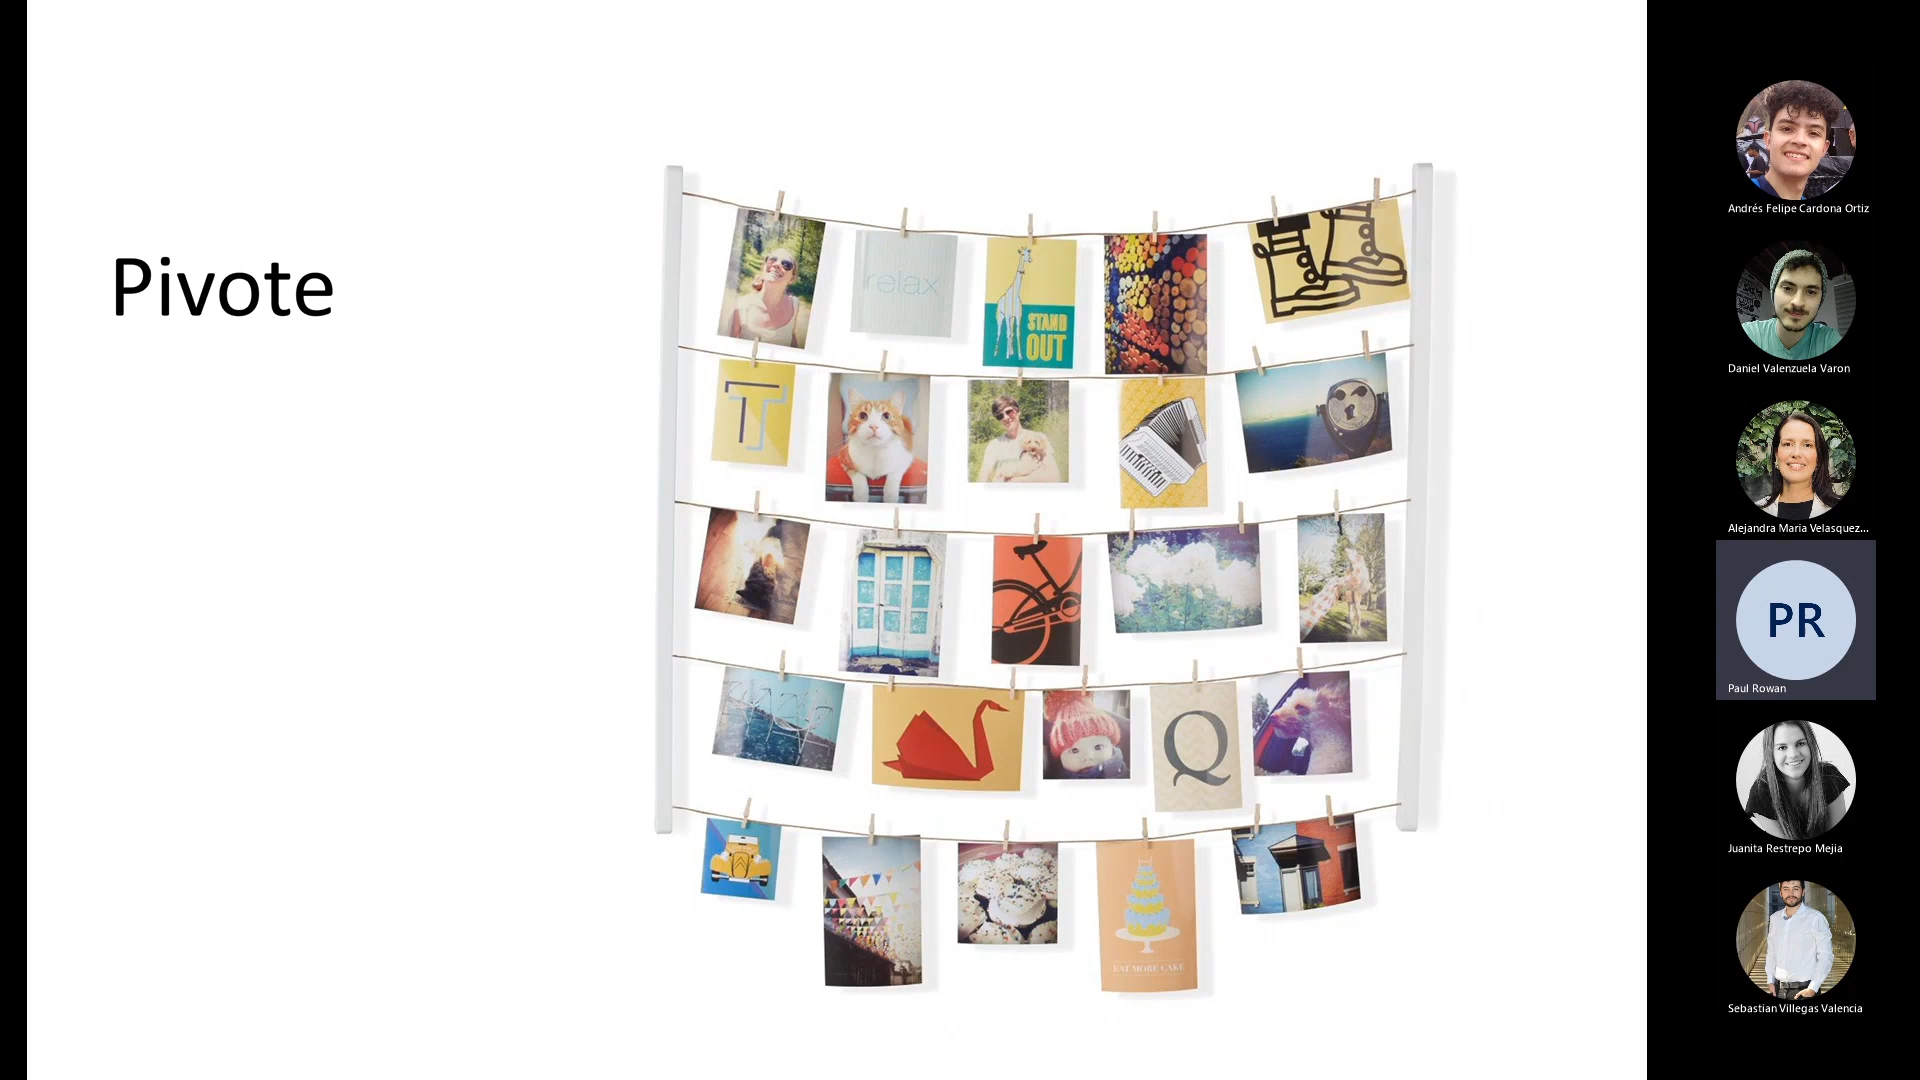 Pivote
relax
STAND
OUT
T
Q
EAT MORE CAKE
Andrés Felipe Cardona Ortiz
Daniel Valenzuela Varon
Alejandra Maria Velasquez...
PR
Paul Rowan
Juanita Restrepo Mejia
Sebastian Villegas Valencia